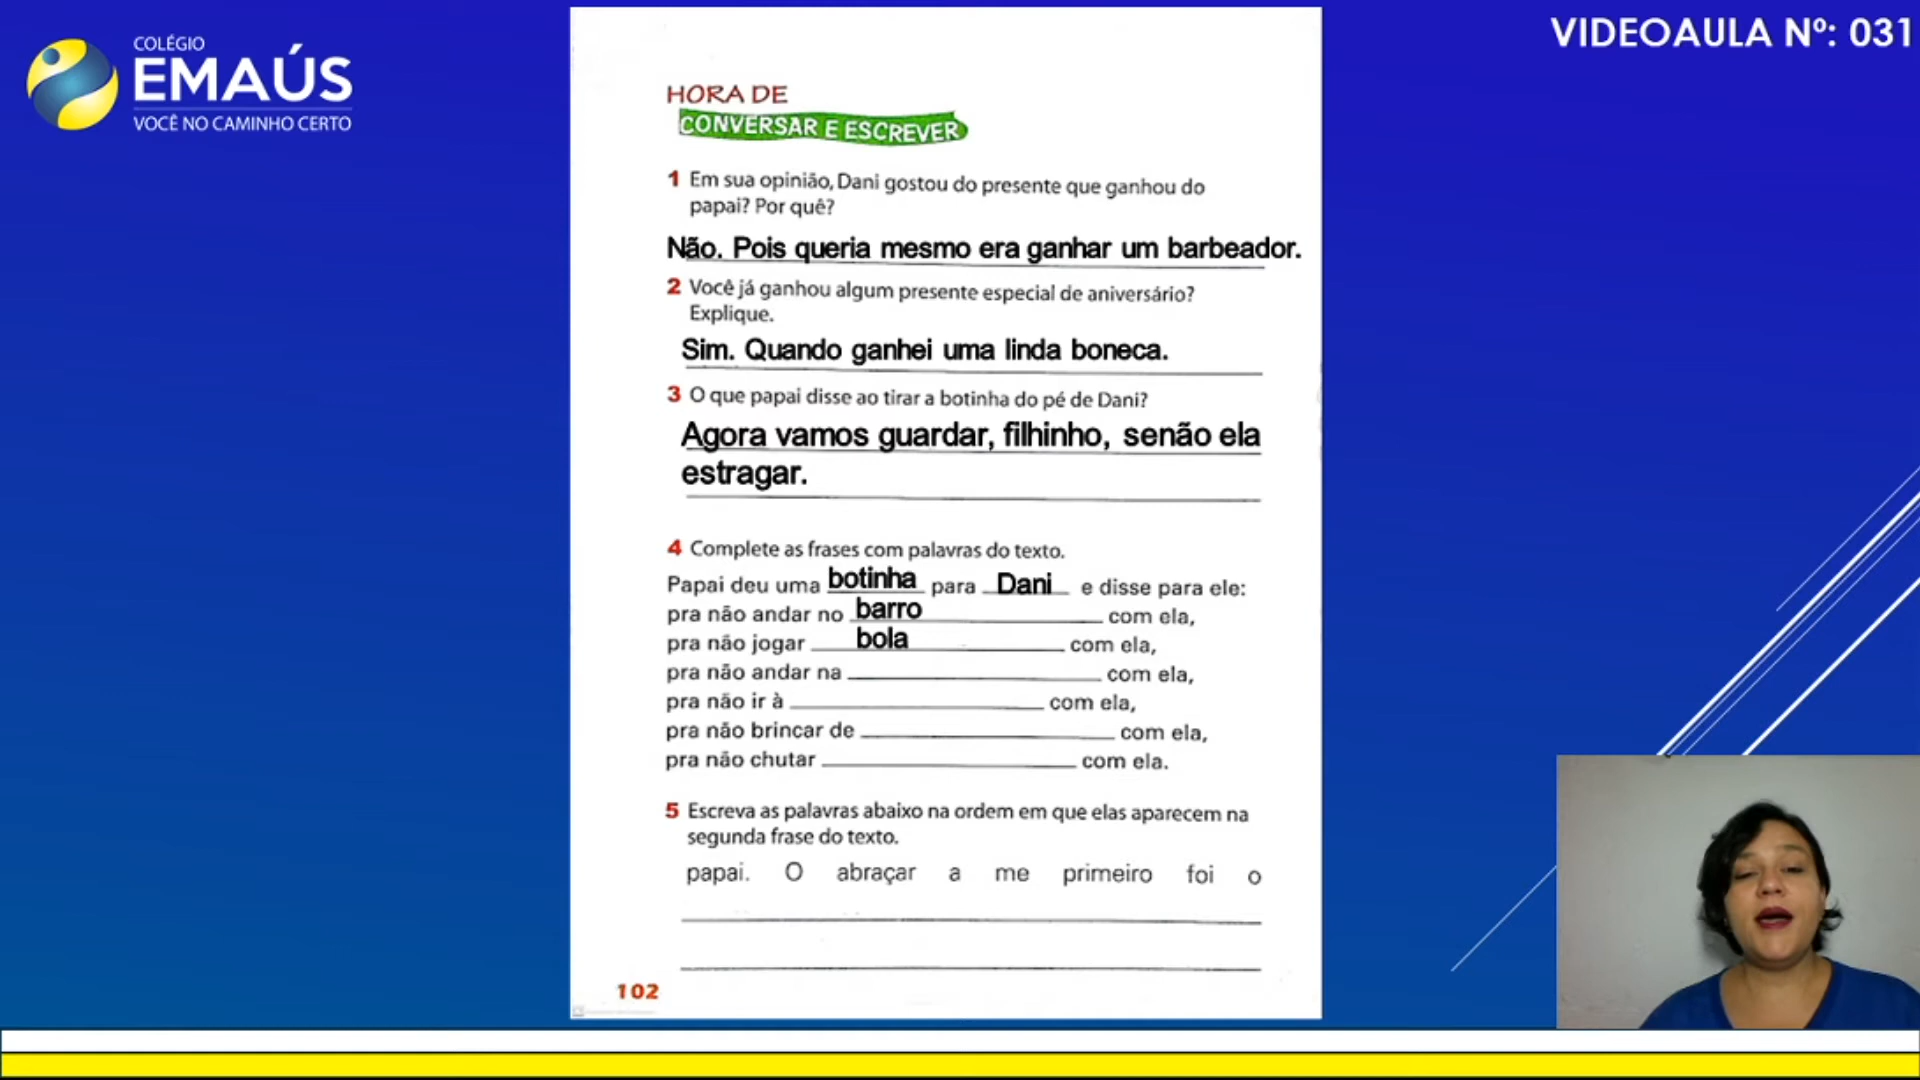 COLÉGIO
EMAÚS
VOCÊ NO CAMINHO CERTO
VIDEOAULA Nº: 031
HORA DE
CONVERSAR E ESCREVER
1 Em sua opinião, Dani gostou do presente que ganhou do
papai? Por quê?
Não. Pois queria mesmo era ganhar um barbeador.
2 Você já ganhou algum presente especial de aniversário?
Explique.
Sim. Quando ganhei uma linda boneca.
3 O que papai disse ao tirar a botinha do pé de Dani?
Agora vamos guardar, filhinho, senão ela
estragar.
4 Complete as frases com palavras do texto.
Papai deu uma botinha para Dani e disse para ele:
pra não andar no barro com ela,
pra não jogar bola com ela,
pra não andar na com ela,
pra não ir à com ela,
pra não brincar de com ela,
pra não chutar com ela.
5 Escreva as palavras abaixo na ordem em que elas aparecem na
segunda frase do texto.
papai. O abraçar a me primeiro foi o
102